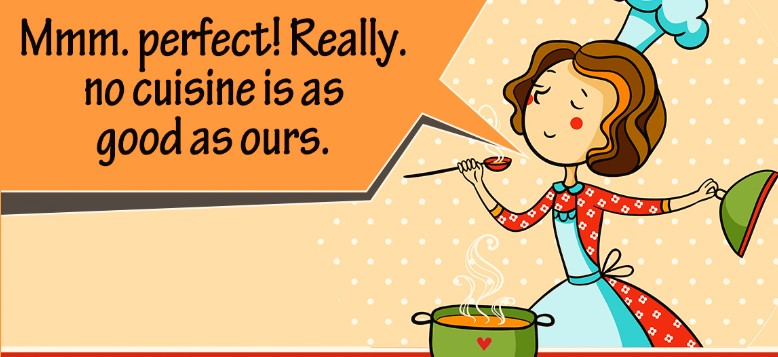 Mmm. perfect! Really.
no cuisine is as
good as ours.